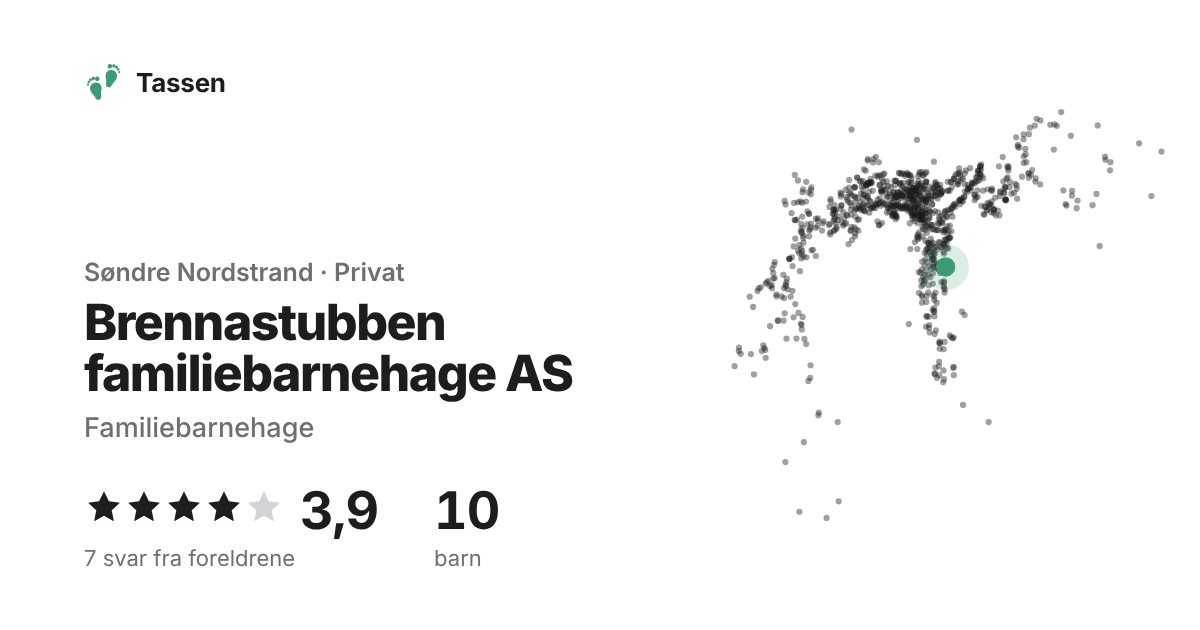 Tassen
Søndre Nordstrand · Privat
Brennastubben
familiebarnehage AS
Familiebarnehage
3,9
10
7 svar fra foreldrene
barn